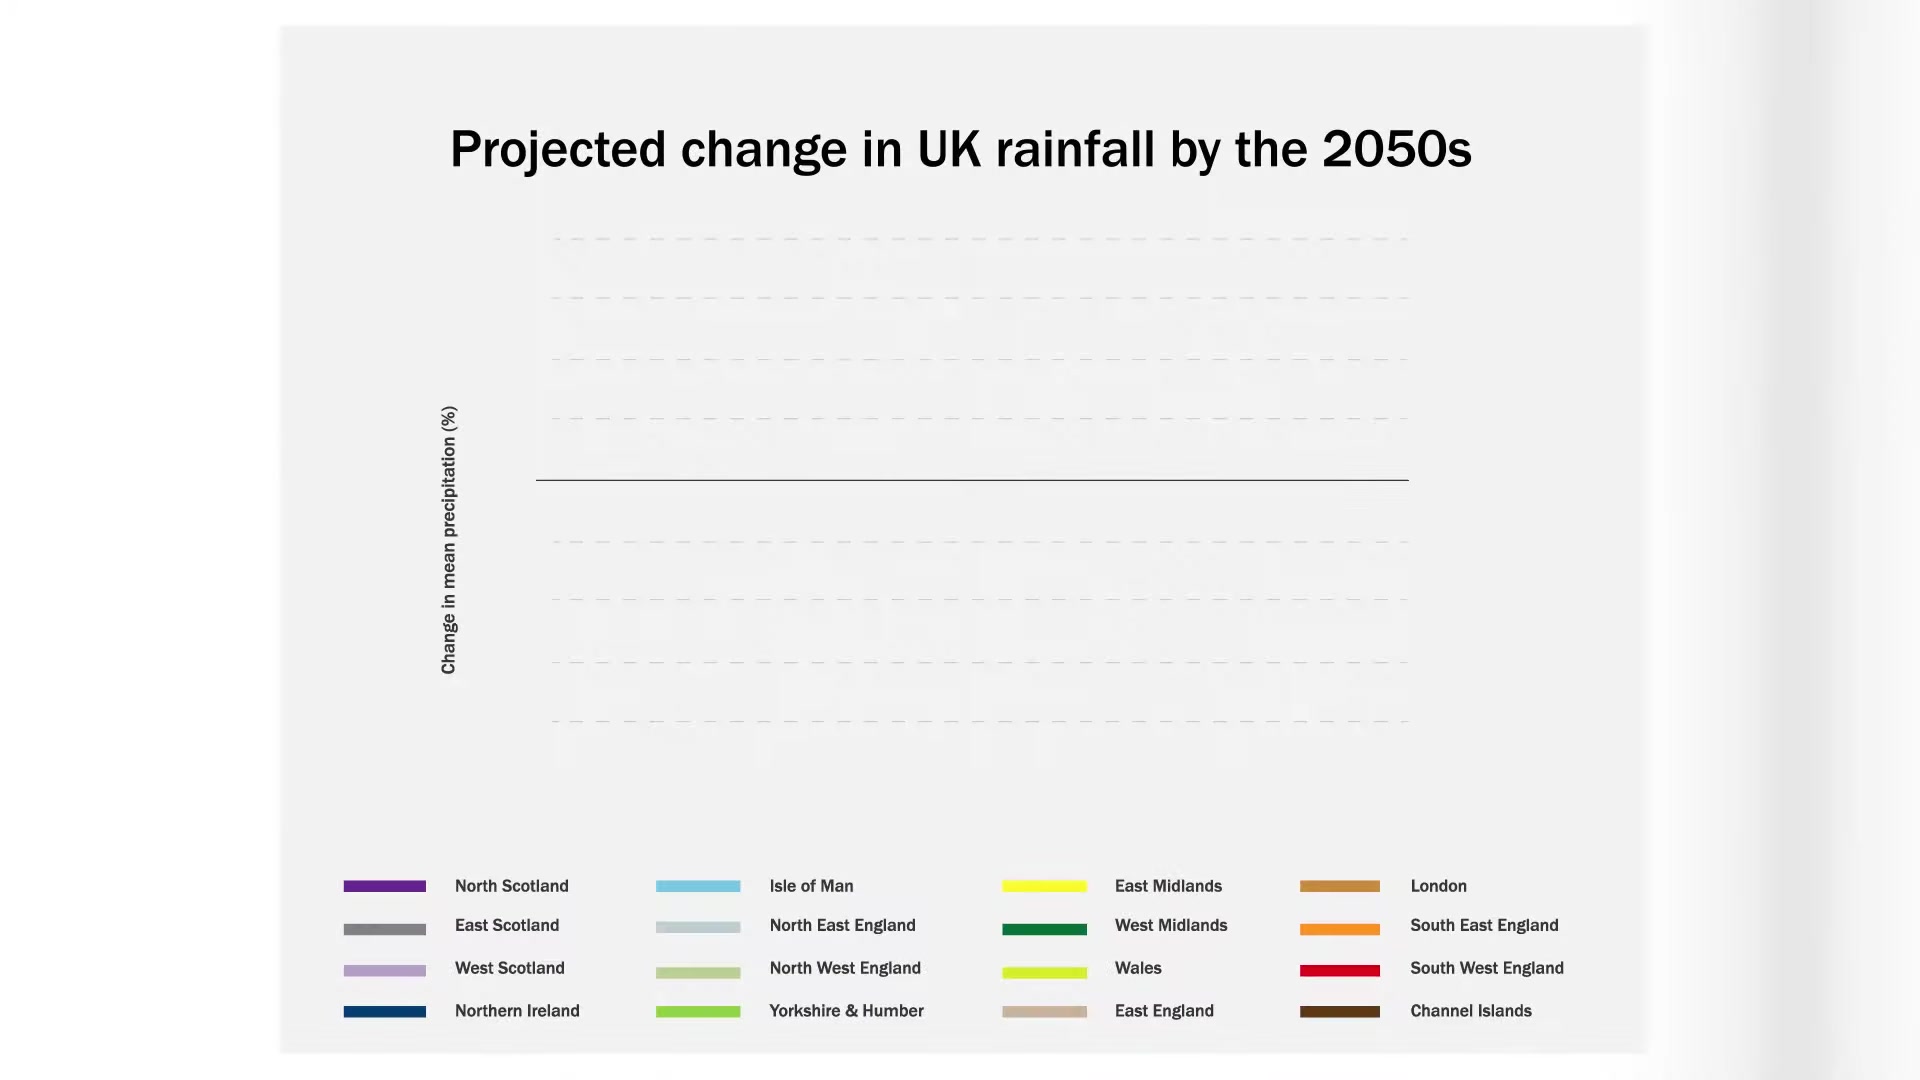 Projected change in UK rainfall by the 2050s
Change in mean precipitation (%)
North Scotland
Isle of Man
East Midlands
London
East Scotland
North East England
West Midlands
South East England
West Scotland
North West England
Wales
South West England
Northern Ireland
Yorkshire & Humber
East England
Channel Islands